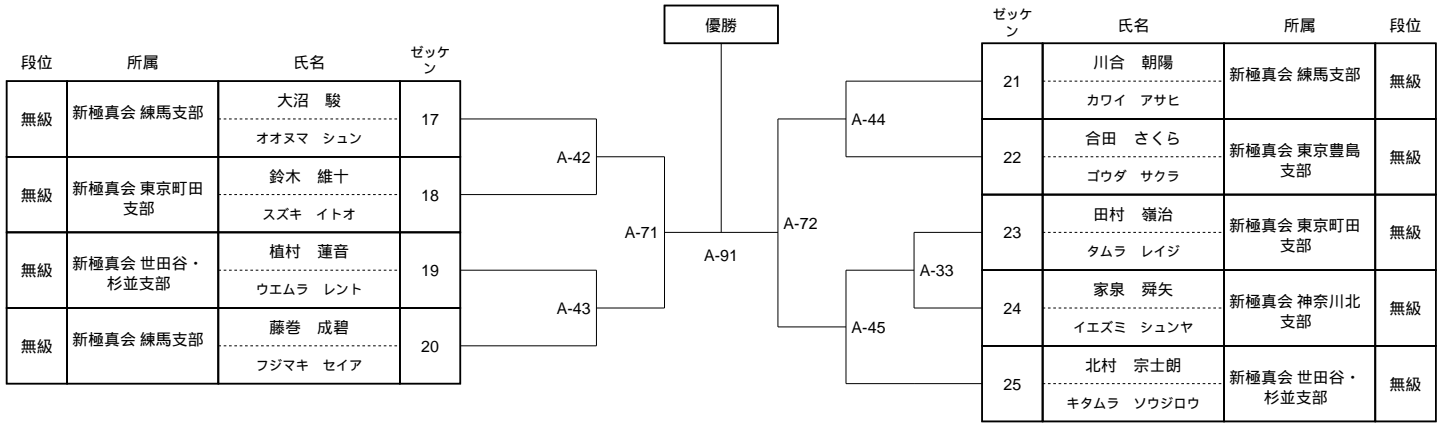 優勝
段位 所属 氏名 ゼッケ
ン
無級 新極真会 練馬支部 大沼　駿 17
オオヌマ　シュン
無級 新極真会 東京町田
支部 鈴木　維十 18
スズキ　イトオ
無級 新極真会 世田谷・
杉並支部 植村　蓮音 19
ウエムラ　レント
無級 新極真会 練馬支部 藤巻　成碧 20
フジマキ　セイア
A-42
A-43
A-71
A-91
A-72
A-44
A-33
A-45
ゼッケ
ン 氏名 所属 段位
21 川合　朝陽 新極真会 練馬支部 無級
カワイ　アサヒ
22 合田　さくら 新極真会 東京豊島
支部 無級
ゴウダ　サクラ
23 田村　嶺治 新極真会 東京町田
支部 無級
タムラ　レイジ
24 家泉　舜矢 新極真会 神奈川北
支部 無級
イエズミ　シュンヤ
25 北村　宗士朗 新極真会 世田谷・
杉並支部 無級
キタムラ　ソウジロウ